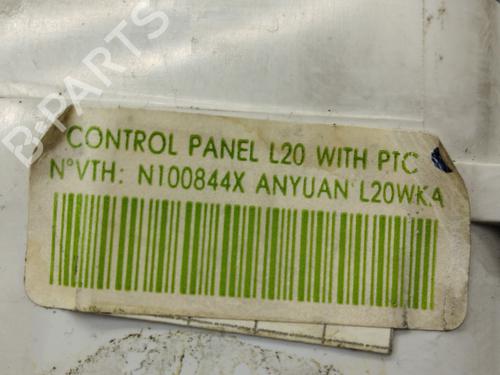 B-PARTS
CONTROL PANEL L20 WITH PTC
N°VTH: N100844X ANYUAN L20WK4